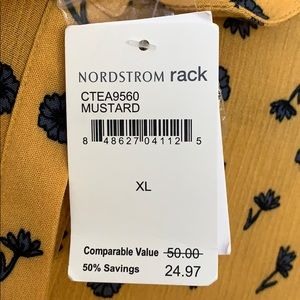 NORDSTROM rack
CTEA9560
MUSTARD
8 48627 04112 5
XL
Comparable Value 50.00
50% Savings 24.97